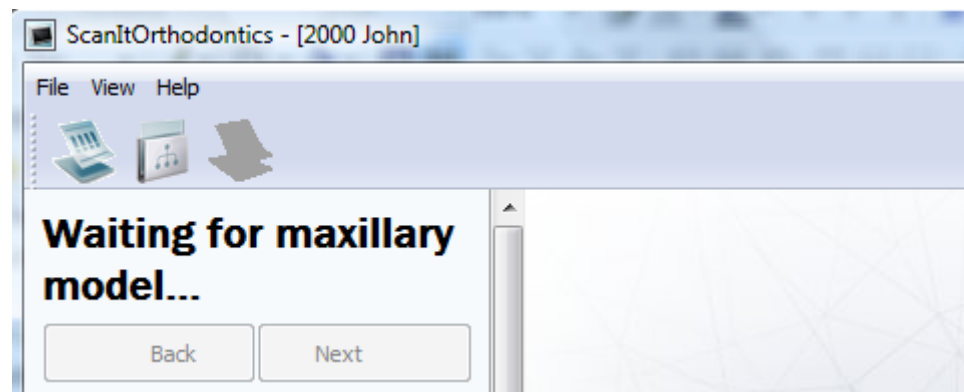 ScanItOrthodontics - [2000 John]
File View Help
Waiting for maxillary
model...
Back Next